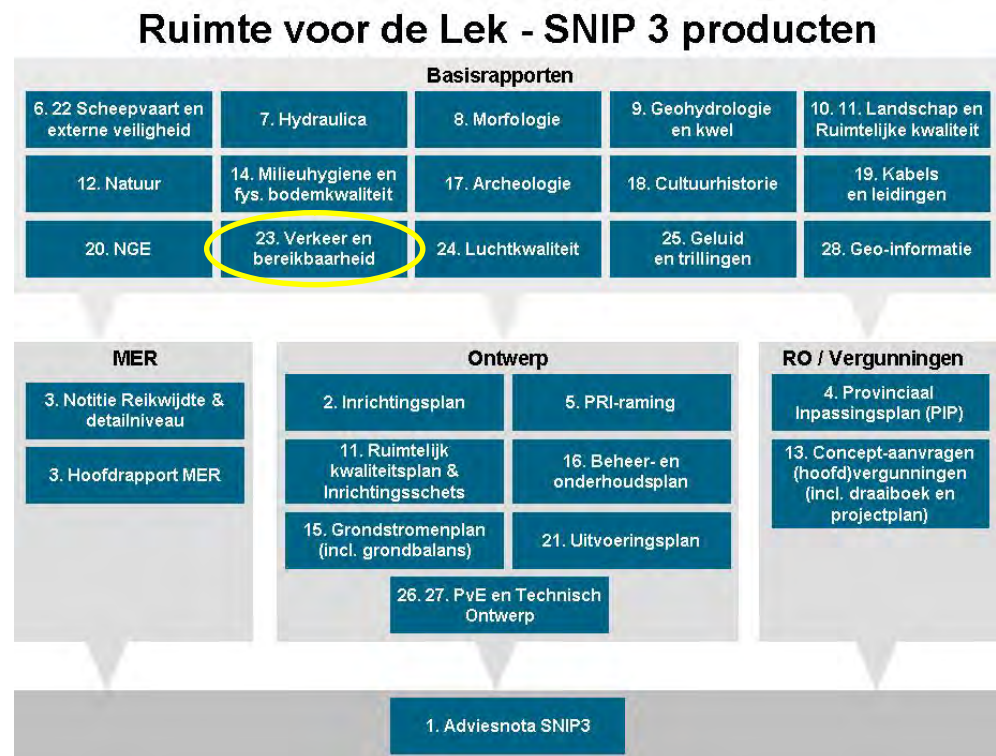 Ruimte voor de Lek - SNIP 3 producten
Basisrapporten
6. 22 Scheepvaart en
externe veiligheid
7. Hydraulica
8. Morfologie
9. Geohydrologie
en kwel
10. 11. Landschap en
Ruimtelijke kwaliteit
12. Natuur
14. Milieuhygiene en
fys. bodemkwaliteit
17. Archeologie
18. Cultuurhistorie
19. Kabels
en leidingen
20. NGE
23. Verkeer en
bereikbaarheid
24. Luchtkwaliteit
25. Geluid
en trillingen
28. Geo-informatie
MER
3. Notitie Reikwijdte &
detailniveau
3. Hoofdrapport MER
Ontwerp
2. Inrichtingsplan
5. PRI-raming
11. Ruimtelijk
kwaliteitsplan &
Inrichtingsschets
16. Beheer- en
onderhoudsplan
15. Grondstromenplan
(incl. grondbalans)
21. Uitvoeringsplan
26. 27. PvE en Technisch
Ontwerp
RO / Vergunningen
4. Provinciaal
Inpassingsplan (PIP)
13. Concept-aanvragen
(hoofd)vergunningen
(incl. draaiboek en
projectplan)
1. Adviesnota SNIP3